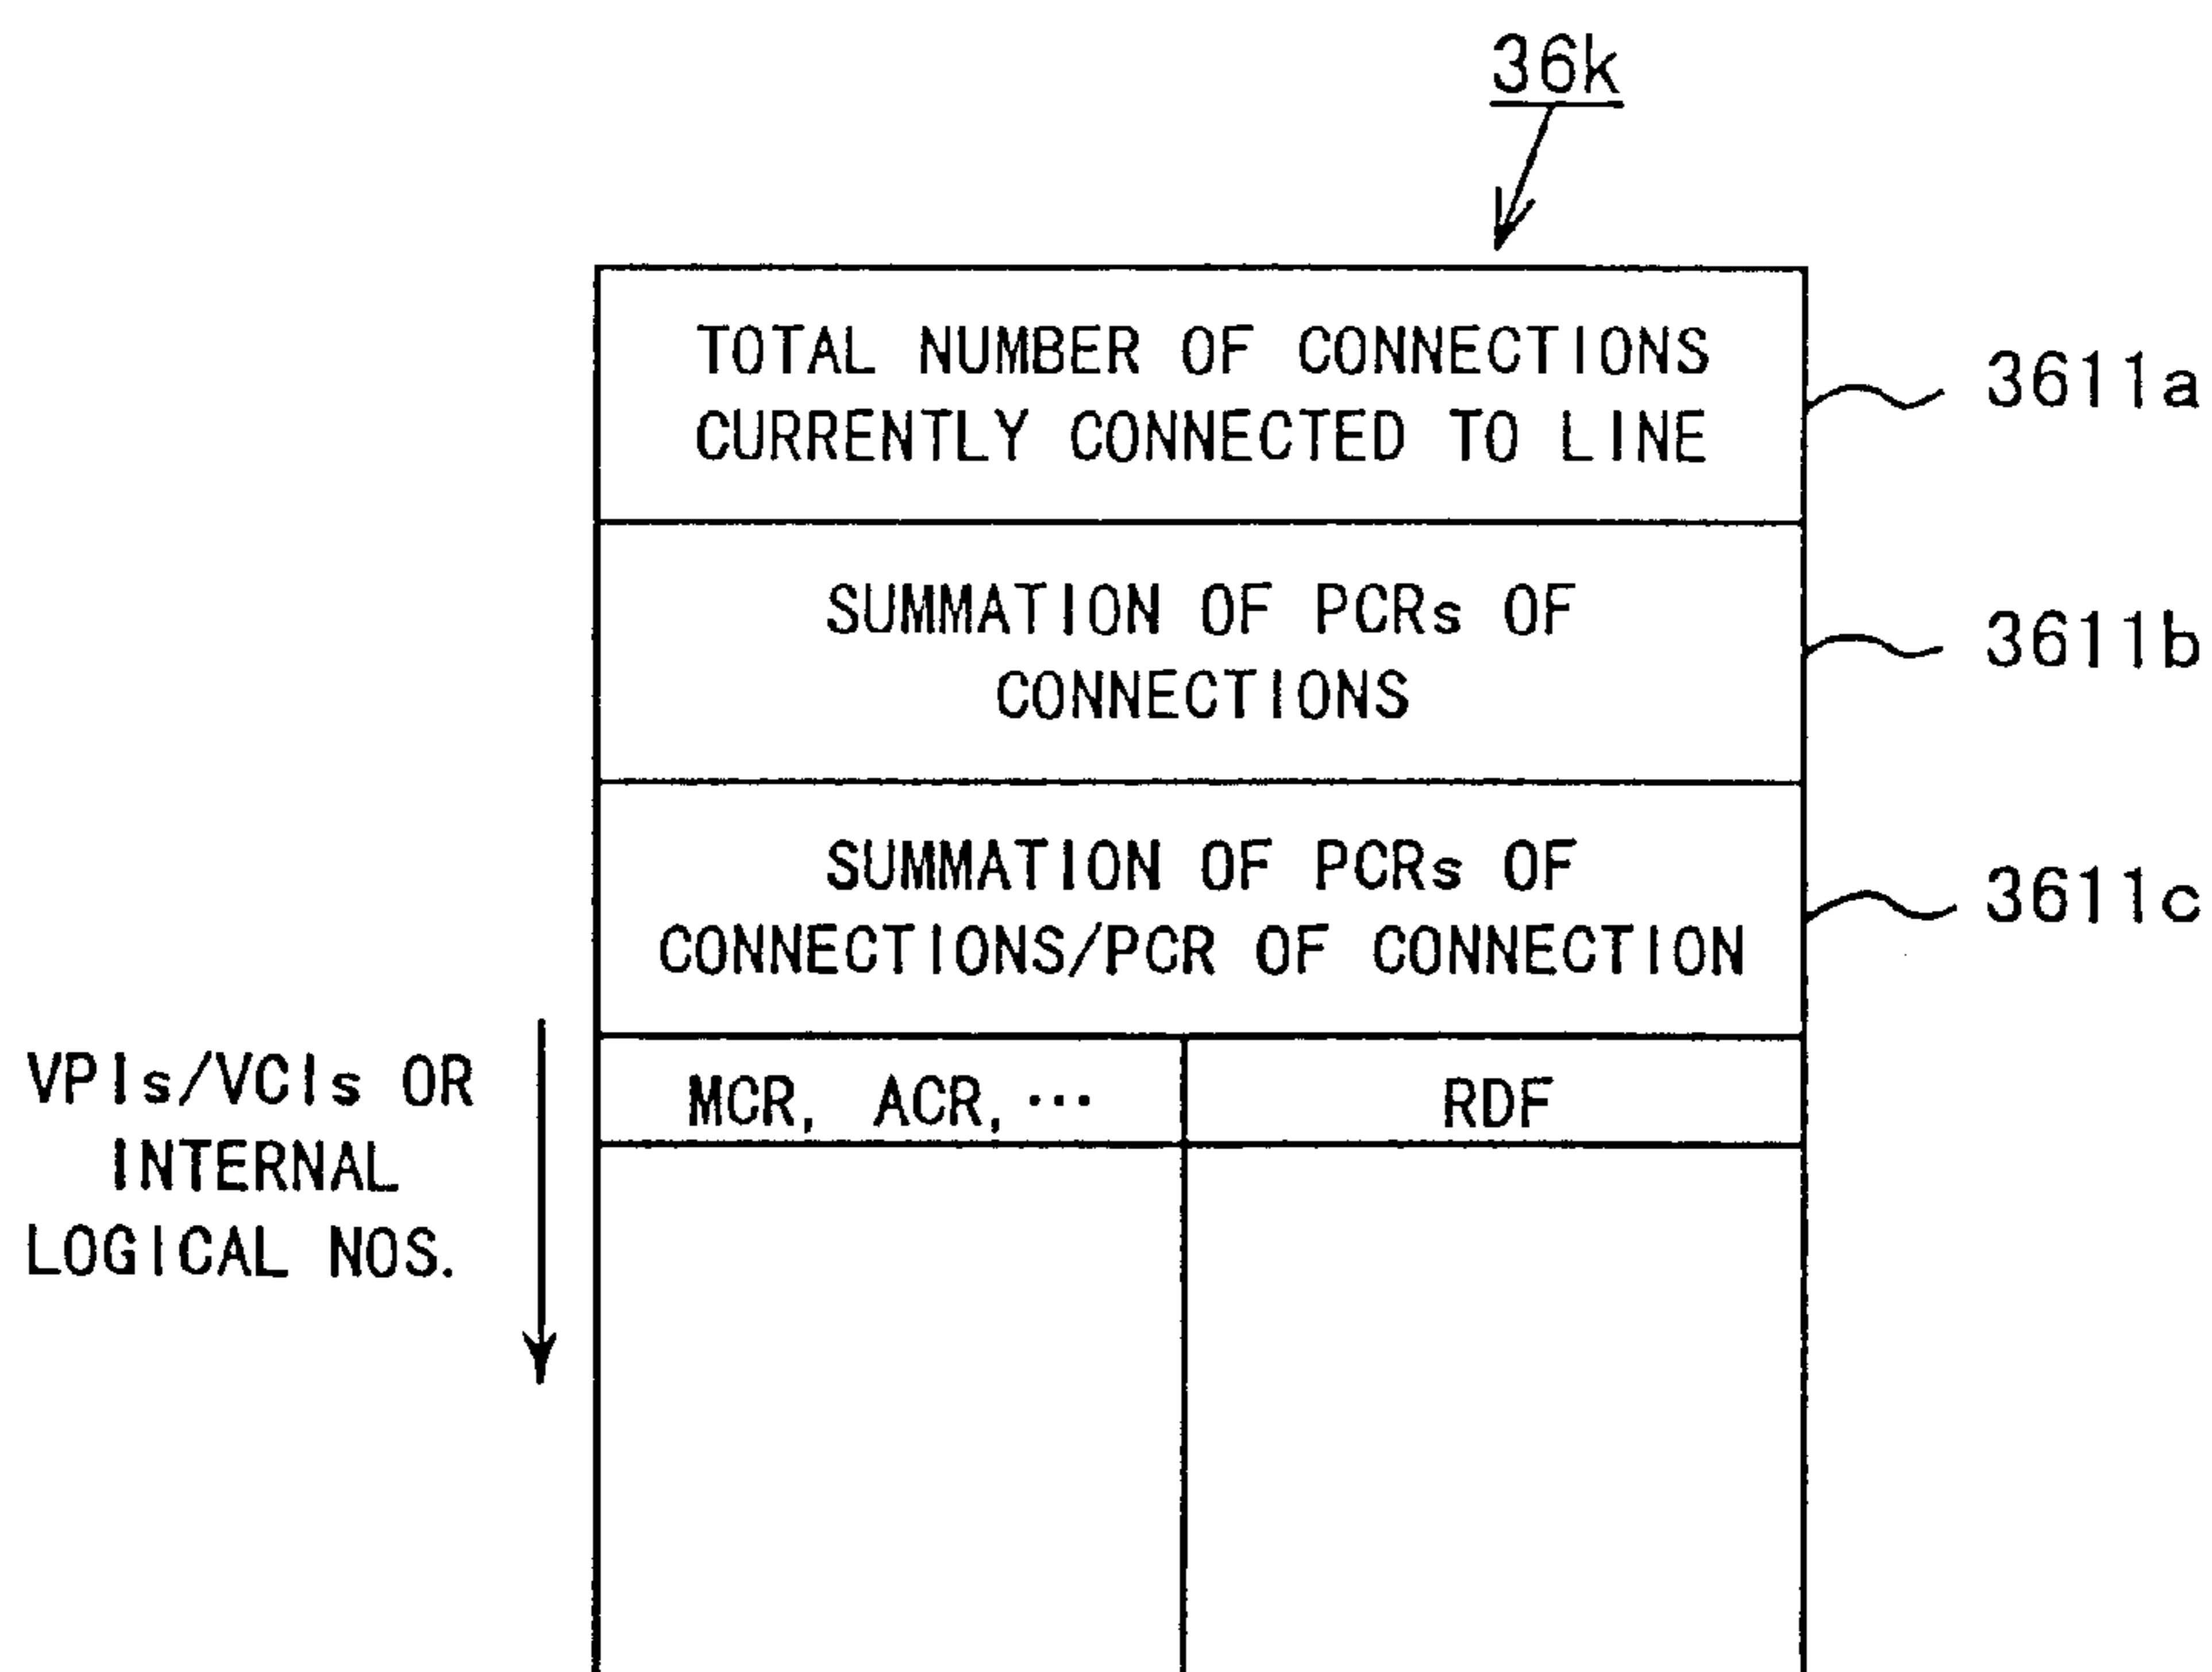 36k
TOTAL NUMBER OF CONNECTIONS
CURRENTLY CONNECTED TO LINE
3611a
SUMMATION OF PCRs OF
CONNECTIONS
3611b
SUMMATION OF PCRs OF
CONNECTIONS/PCR OF CONNECTION
3611c
VPIs/VCIs OR
INTERNAL
LOGICAL NOS.
MCR, ACR, ···
RDF